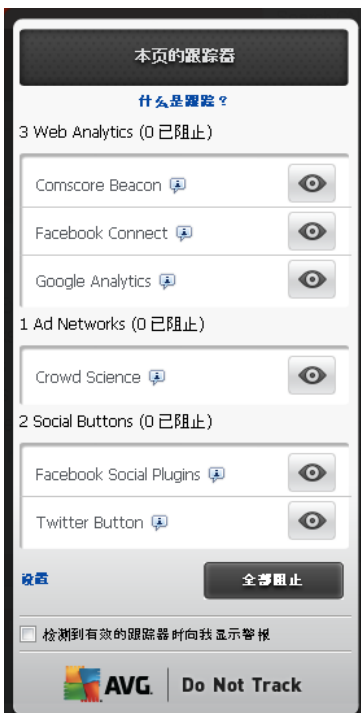 本页的跟踪器
什么是跟踪？
3 Web Analytics (0 已阻止)
Comscore Beacon
Facebook Connect
Google Analytics
1 Ad Networks (0 已阻止)
Crowd Science
2 Social Buttons (0 已阻止)
Facebook Social Plugins
Twitter Button
设置 全部阻止
检测到有效的跟踪器时向我显示警报
AVG. Do Not Track